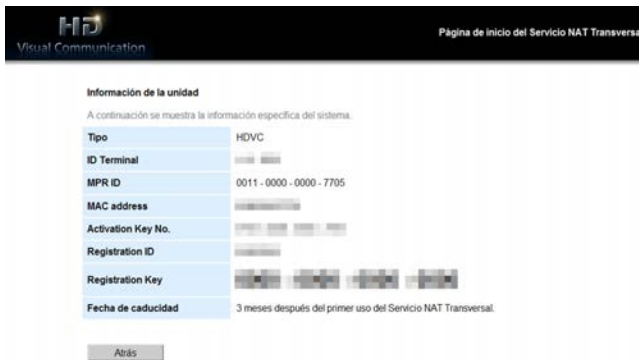 HD
Visual Communication
Página de inicio del Servicio NAT Transversa
Información de la unidad
A continuación se muestra la información específica del sistema.
Tipo HDVC
ID Terminal
MPR ID 0011 - 0000 - 0000 - 7705
MAC address
Activation Key No.
Registration ID
Registration Key
Fecha de caducidad 3 meses después del primer uso del Servicio NAT Transversal.
Atrás